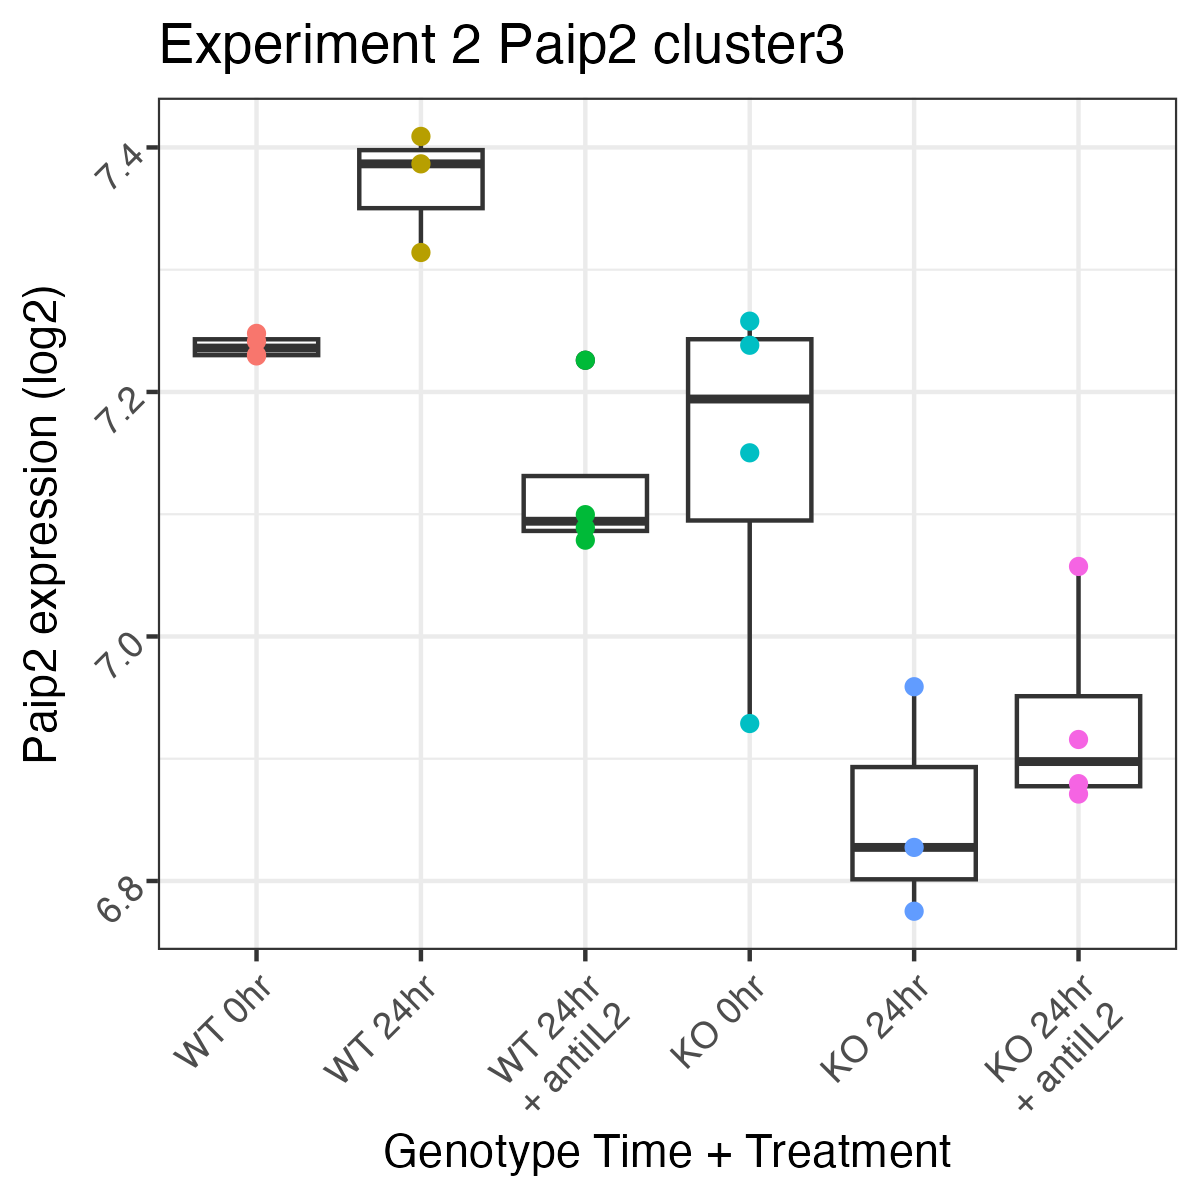 Experiment 2 Paip2 cluster3
Paip2 expression (log2)
7.4
7.2
7.0
6.8
WT 0hr
WT 24hr
WT 24hr
+ antiIL2
KO 0hr
KO 24hr
KO 24hr
+ antiIL2
Genotype Time + Treatment